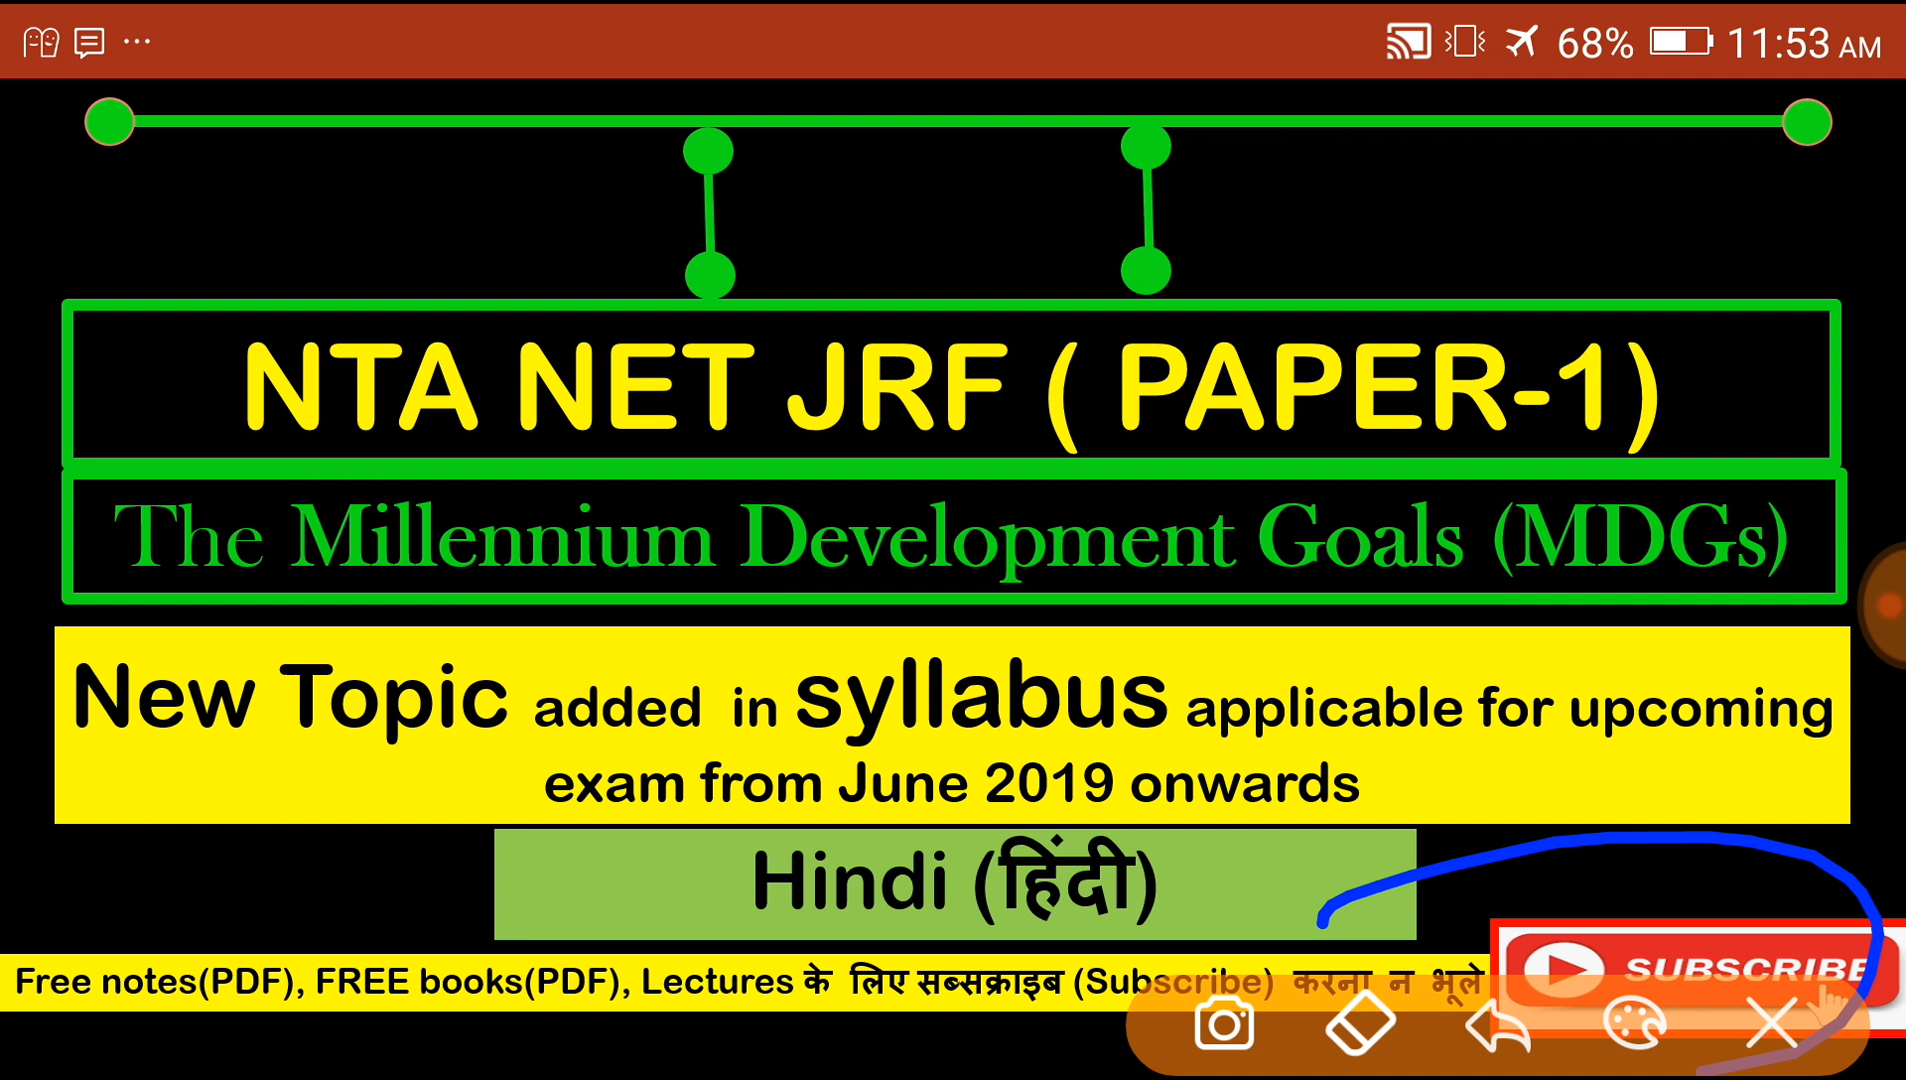 68% 11:53 AM
NTA NET JRF ( PAPER-1)
The Millennium Development Goals (MDGs)
New Topic added in syllabus applicable for upcoming
exam from June 2019 onwards
Hindi (हिंदी)
Free notes(PDF), FREE books(PDF), Lectures के लिए सब्सक्राइब (Subscribe) करना न भूले
SUBSCRIBE